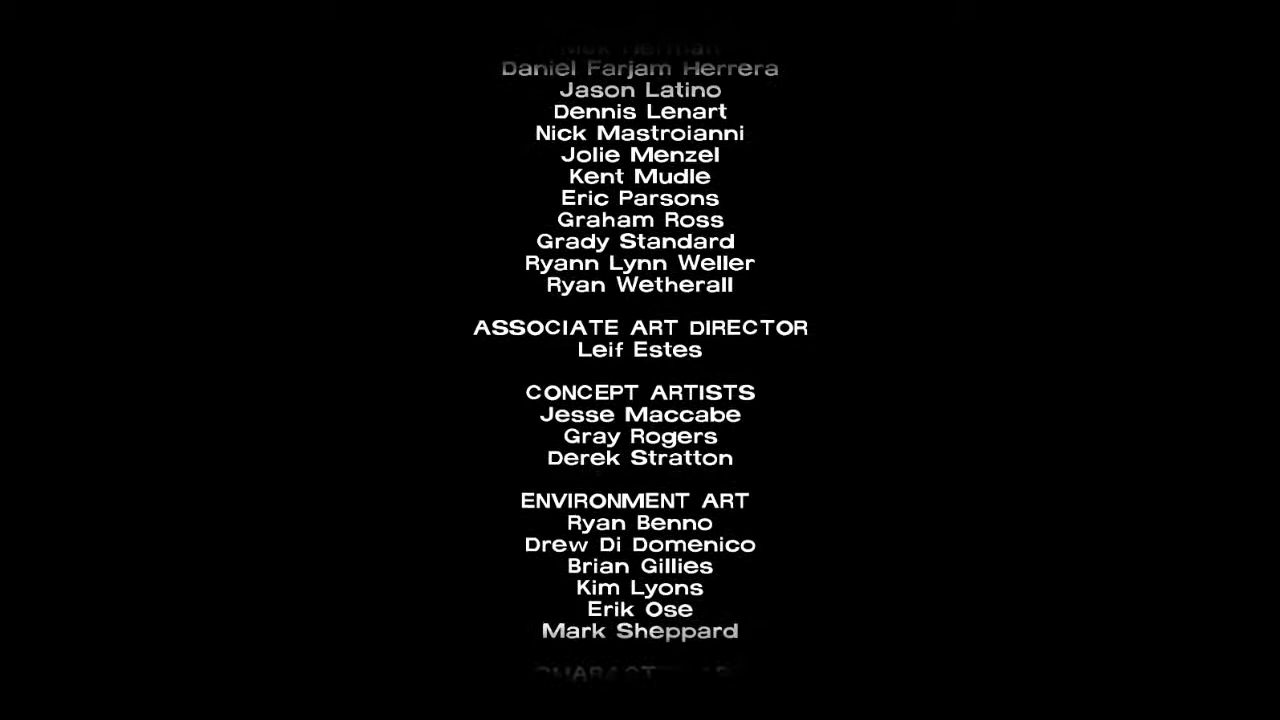 Daniel Farjam Herrera
Jason Latino
Dennis Lenart
Nick Mastroianni
Jolie Menzel
Kent Mudle
Eric Parsons
Graham Ross
Grady Standard
Ryann Lynn Weller
Ryan Wetherall
ASSOCIATE ART DIRECTOR
Leif Estes
CONCEPT ARTISTS
Jesse Maccabe
Gray Rogers
Derek Stratton
ENVIRONMENT ART
Ryan Benno
Drew Di Domenico
Brian Gillies
Kim Lyons
Erik Ose
Mark Sheppard